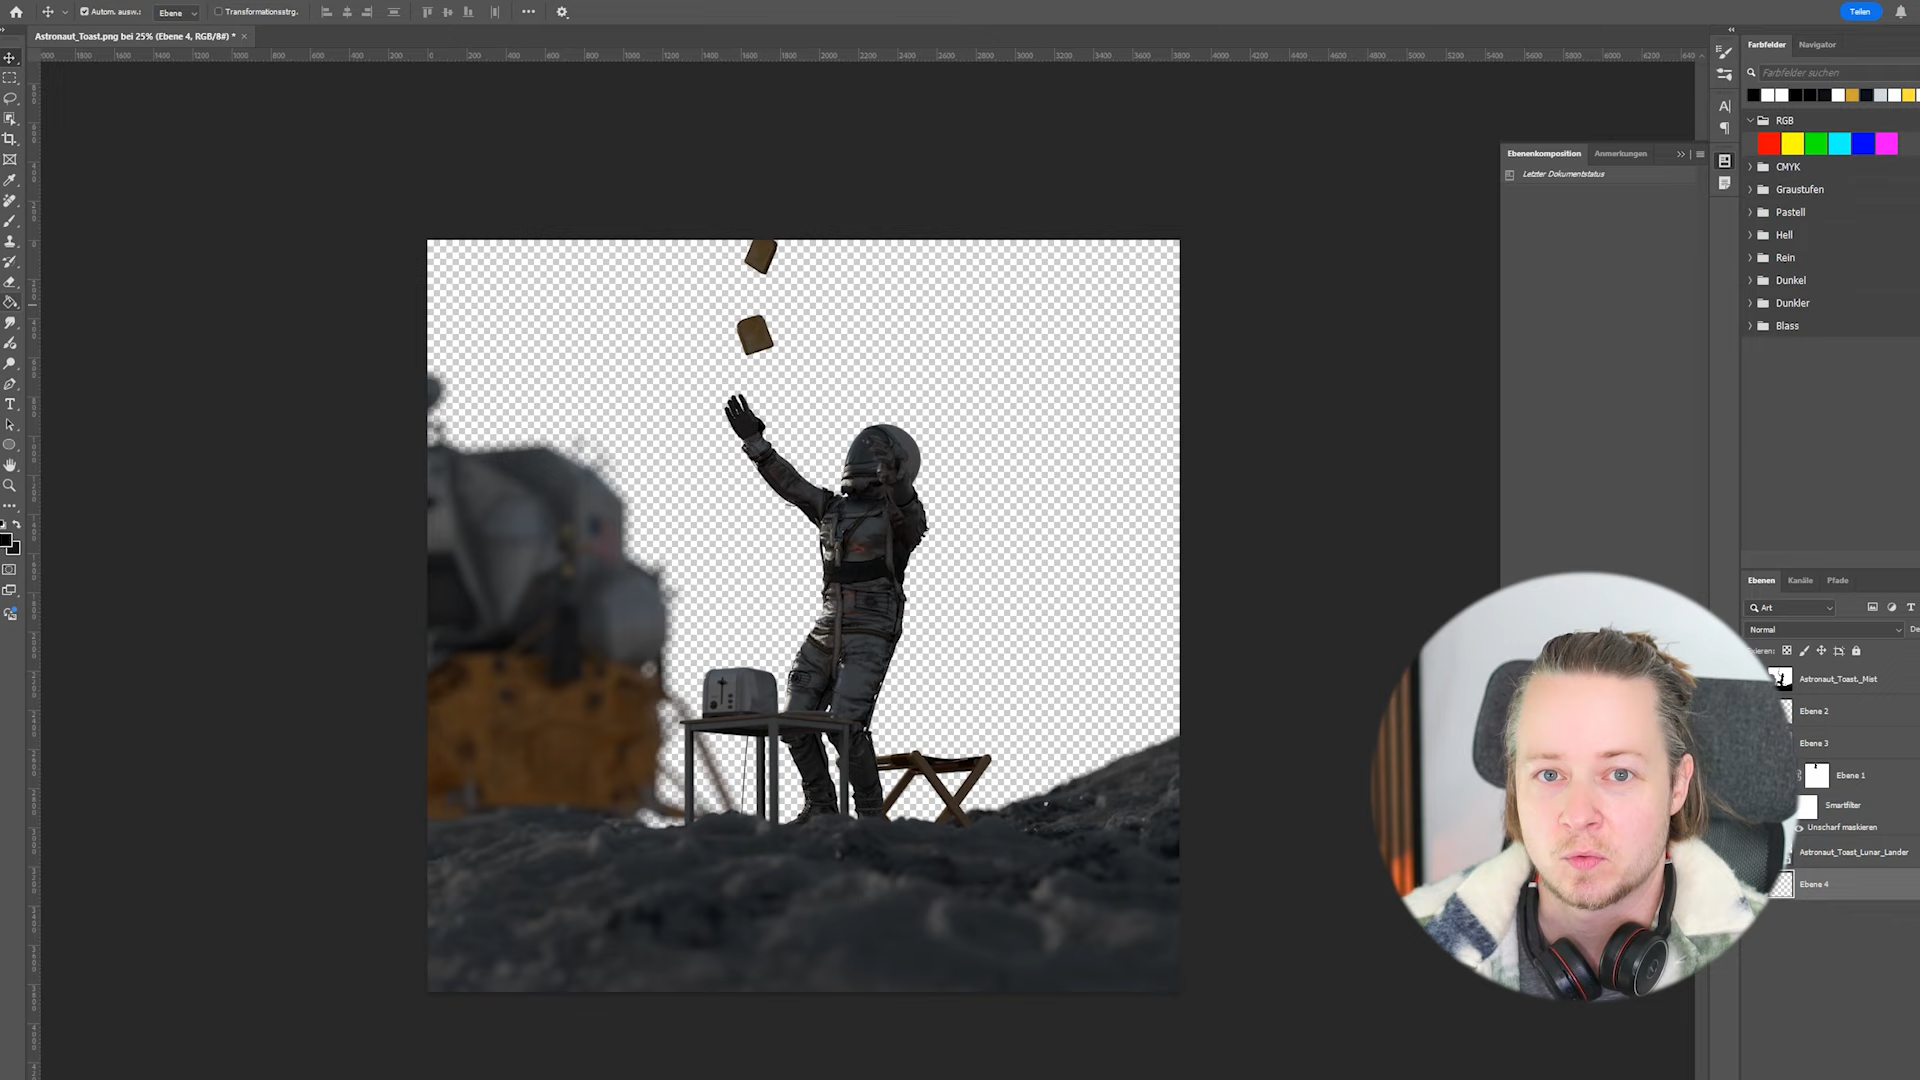 Autom. ausw.:
Ebene
Transformationsstrg.
Teilen
Astronaut_Toast.png bei 25% (Ebene 4, RGB/8#) *
Farbfelder
Navigator
Farbfelder suchen
RGB
CMYK
Graustufen
Pastell
Hell
Rein
Dunkel
Dunkler
Blass
Ebenenkomposition
Anmerkungen
Letzter Dokumentstatus
Ebenen
Kanäle
Pfade
Art
Normal
Astronaut_Toast._Mist
Ebene 2
Ebene 3
Ebene 1
Smartfilter
Unscharf maskieren
Astronaut_Toast_Lunar_Lander
Ebene 4